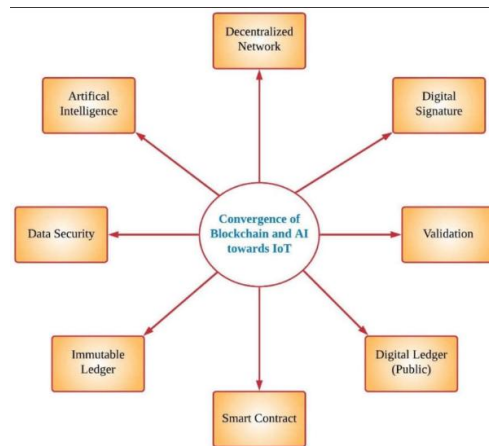 Decentralized
Network
Artifical
Intelligence
Digital
Signature
Convergence of
Blockchain and AI
towards IoT
Data Security
Validation
Immutable
Ledger
Digital Ledger
(Public)
Smart Contract